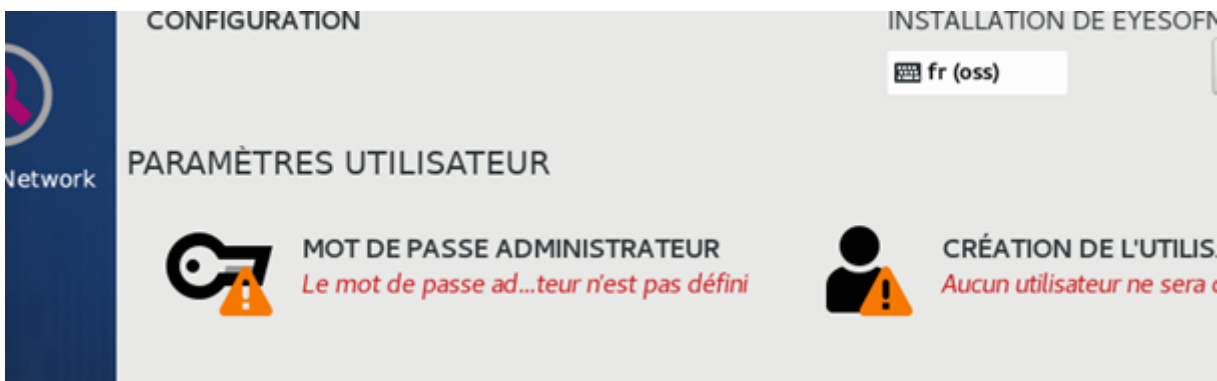 CONFIGURATION
INSTALLATION DE EYESOFN
fr (oss)
Network
PARAMÈTRES UTILISATEUR
MOT DE PASSE ADMINISTRATEUR
Le mot de passe ad...teur n'est pas défini
CRÉATION DE L'UTILIS
Aucun utilisateur ne sera